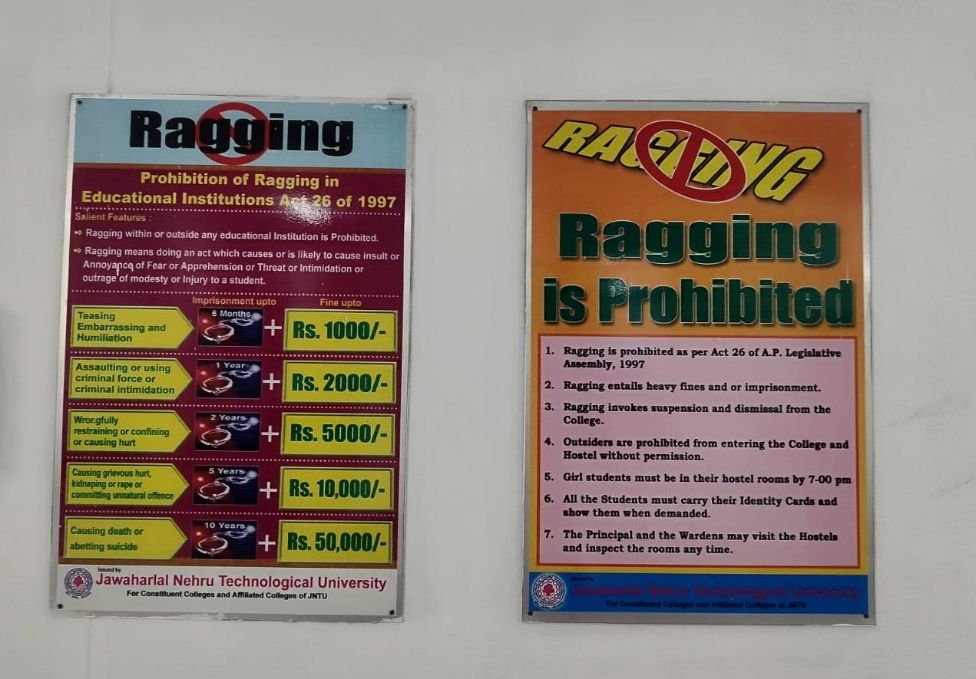 Ragging
Prohibition of Ragging in
Educational Institutions Act 26 of 1997
Salient Features :
Ragging within or outside any educational Institution is Prohibited.
Ragging means doing an act which causes or is likely to cause insult or
Annoyance of Fear or Apprehension or Threat or Intimidation or
outrage of modesty or Injury to a student.
Imprisonment upto Fine upto
Teasing
Embarrassing and
Humiliation
6 Months + Rs. 1000/-
Assaulting or using
criminal force or
criminal intimidation
1 Year + Rs. 2000/-
Wrongfully
restraining or confining
or causing hurt
2 Years + Rs. 5000/-
Causing grievous hurt,
kidnaping or rape or
committing unnatural offence
5 Years + Rs. 10,000/-
Causing death or
abetting suicide
10 Years + Rs. 50,000/-
Issued by
Jawaharlal Nehru Technological University
For Constituent Colleges and Affiliated Colleges of JNTU
RAGGING
Ragging
is Prohibited
1. Ragging is prohibited as per Act 26 of A.P. Legislative
Assembly, 1997
2. Ragging entails heavy fines and or imprisonment.
3. Ragging invokes suspension and dismissal from the
College.
4. Outsiders are prohibited from entering the College and
Hostel without permission.
5. Girl students must be in their hostel rooms by 7-00 pm
6. All the Students must carry their Identity Cards and
show them when demanded.
7. The Principal and the Wardens may visit the Hostels
and inspect the rooms any time.
Issued by
Jawaharlal Nehru Technological University
For Constituent Colleges and Affiliated Colleges of JNTU